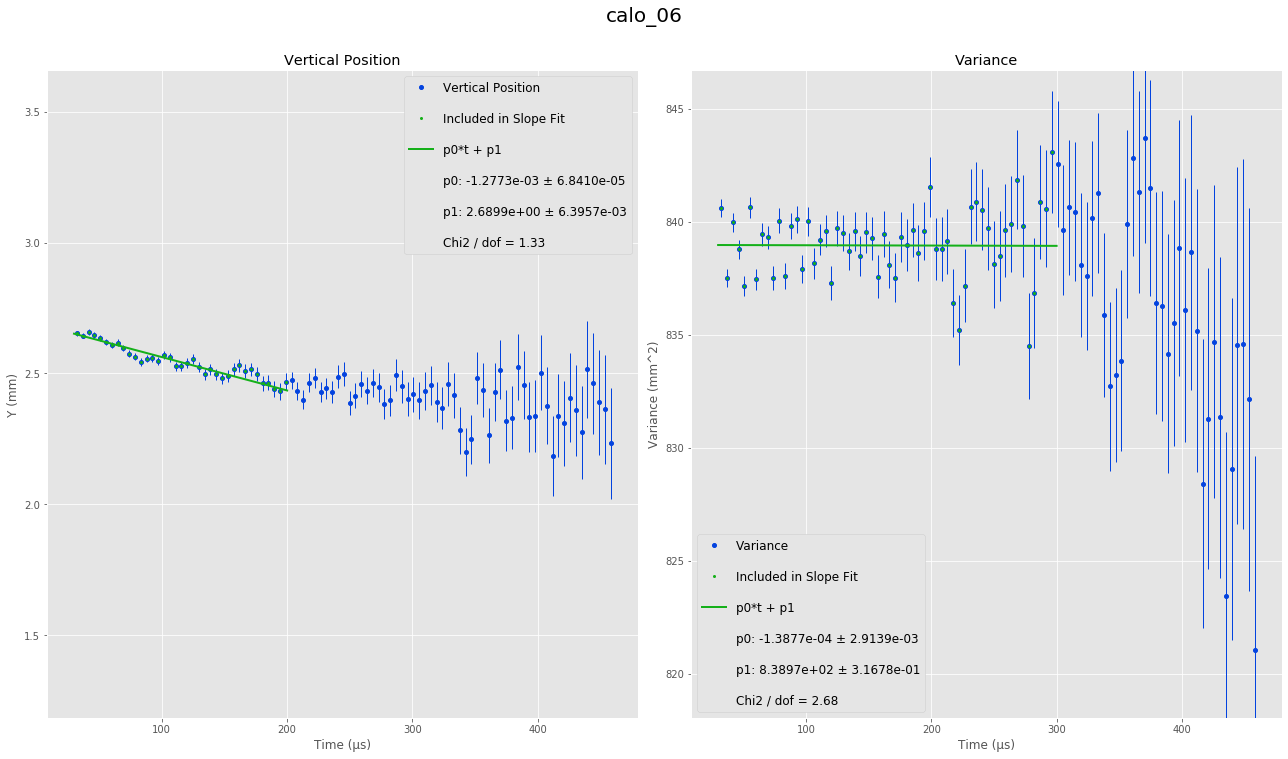 calo_06
Vertical Position
Vertical Position
Included in Slope Fit
p0*t + p1
p0: -1.2773e-03 ± 6.8410e-05
p1: 2.6899e+00 ± 6.3957e-03
Chi2 / dof = 1.33
3.5
3.0
2.5
2.0
1.5
Y (mm)
100 200 300 400
Time (μs)
Variance
845
840
835
830
825
820
Variance (mm^2)
Variance
Included in Slope Fit
p0*t + p1
p0: -1.3877e-04 ± 2.9139e-03
p1: 8.3897e+02 ± 3.1678e-01
Chi2 / dof = 2.68
100 200 300 400
Time (μs)